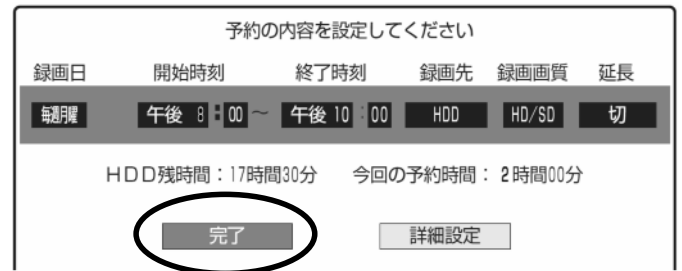 予約の内容を設定してください
録画日 開始時刻 終了時刻 録画先 録画画質 延長
毎週月曜 午後 8:00 ~ 午後 10:00 HDD HD/SD 切
HDD残時間:17時間30分 今回の予約時間: 2時間00分
完了 詳細設定